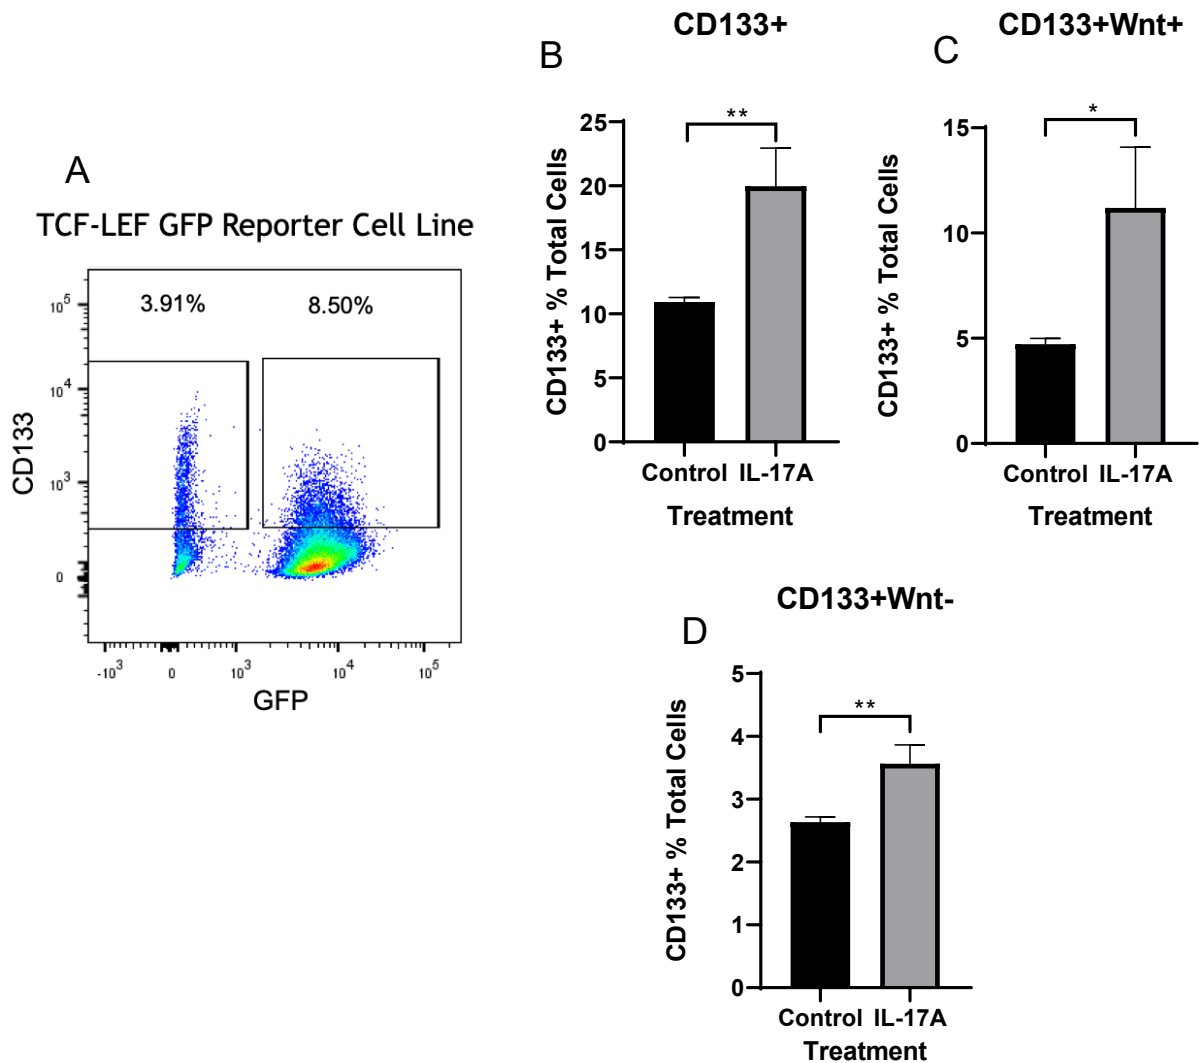 A
TCF-LEF GFP Reporter Cell Line
3.91%
8.50%
10^5
10^4
10^3
0
CD133
-10^3
0
10^3
10^4
10^5
GFP
B
CD133+
25
20
15
10
5
0
CD133+ % Total Cells
**
Control IL-17A
Treatment
C
CD133+Wnt+
15
10
5
0
CD133+ % Total Cells
*
Control IL-17A
Treatment
D
CD133+Wnt-
5
4
3
2
1
0
CD133+ % Total Cells
**
Control IL-17A
Treatment